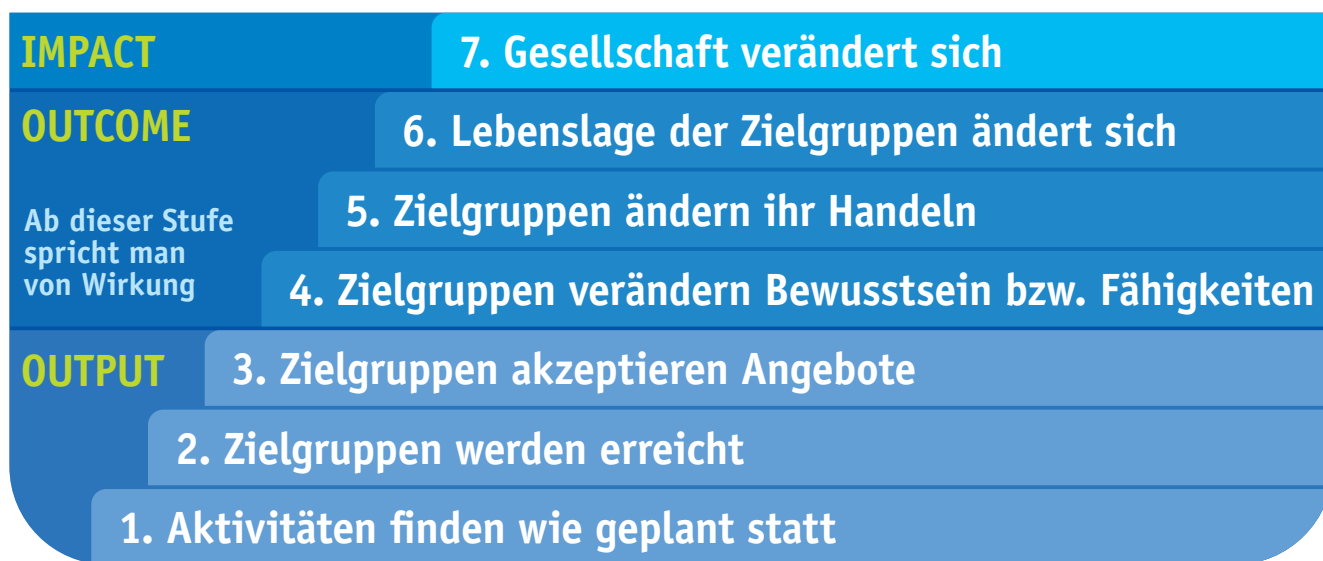 IMPACT
7. Gesellschaft verändert sich
OUTCOME
6. Lebenslage der Zielgruppen ändert sich
5. Zielgruppen ändern ihr Handeln
Ab dieser Stufe
spricht man
von Wirkung
4. Zielgruppen verändern Bewusstsein bzw. Fähigkeiten
OUTPUT
3. Zielgruppen akzeptieren Angebote
2. Zielgruppen werden erreicht
1. Aktivitäten finden wie geplant statt